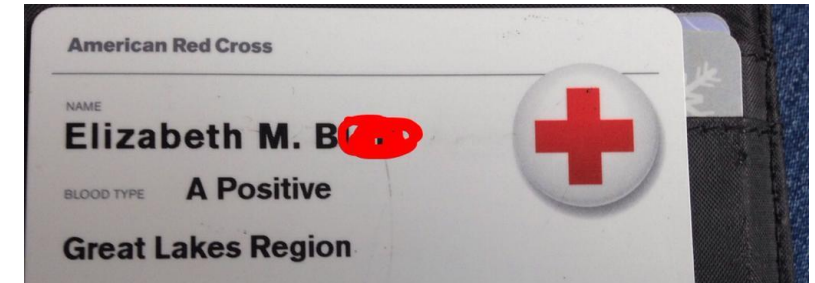 American Red Cross
NAME
Elizabeth M. B
BLOOD TYPE A Positive
Great Lakes Region